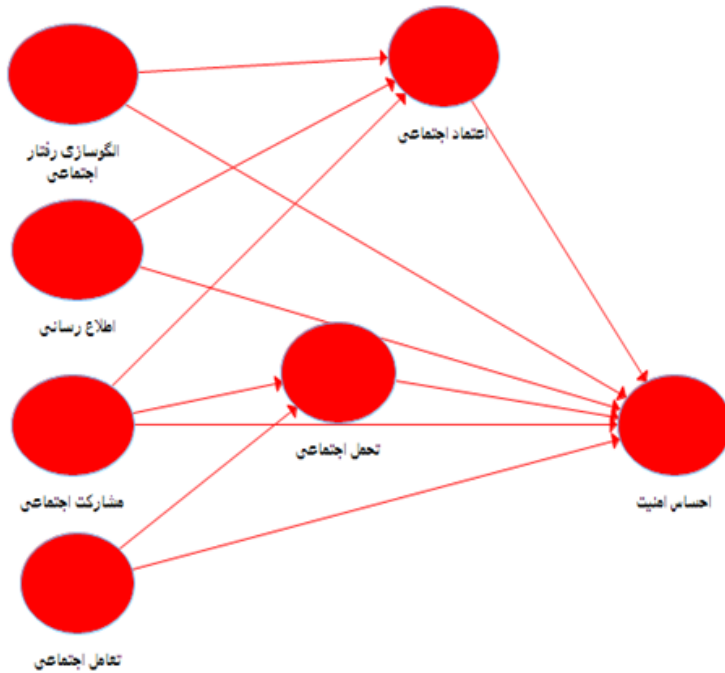 الگوسازی رفتار
اجتماعی
اعتماد اجتماعی
اطلاع رسانی
تحمل اجتماعی
مشارکت اجتماعی
احساس امنیت
تعامل اجتماعی